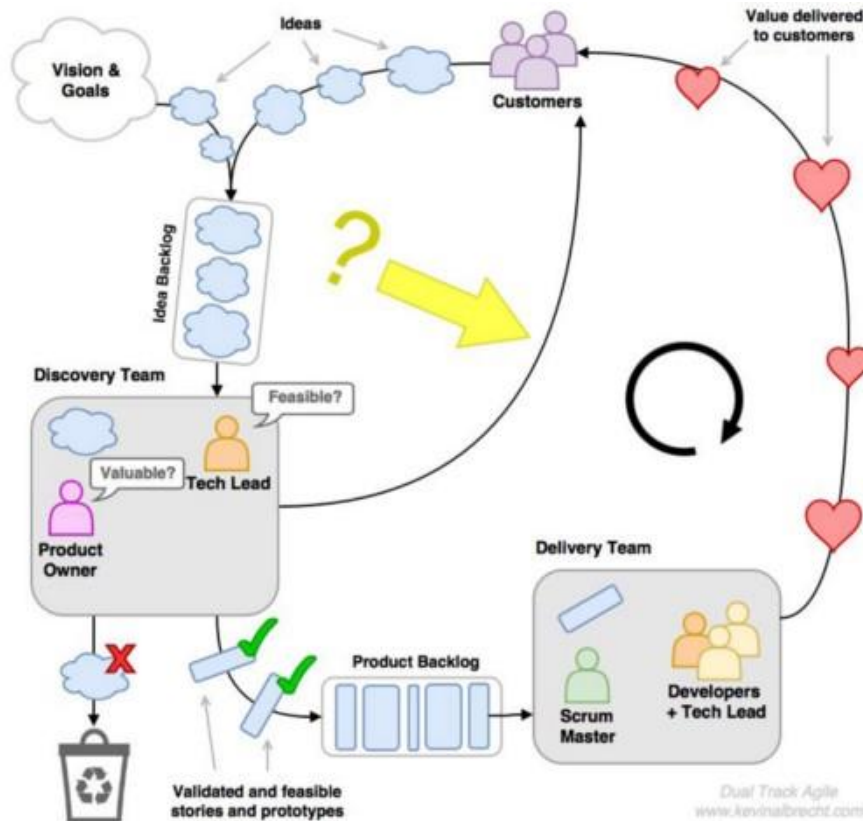 Ideas
Value delivered
to customers
Vision &
Goals
Customers
?
Idea Backlog
Discovery Team
Feasible?
Valuable?
Tech Lead
Product
Owner
Delivery Team
X
Product Backlog
Scrum
Master
Developers
+ Tech Lead
Validated and feasible
stories and prototypes
Dual Track Agile
www.kevinalbrecht.com